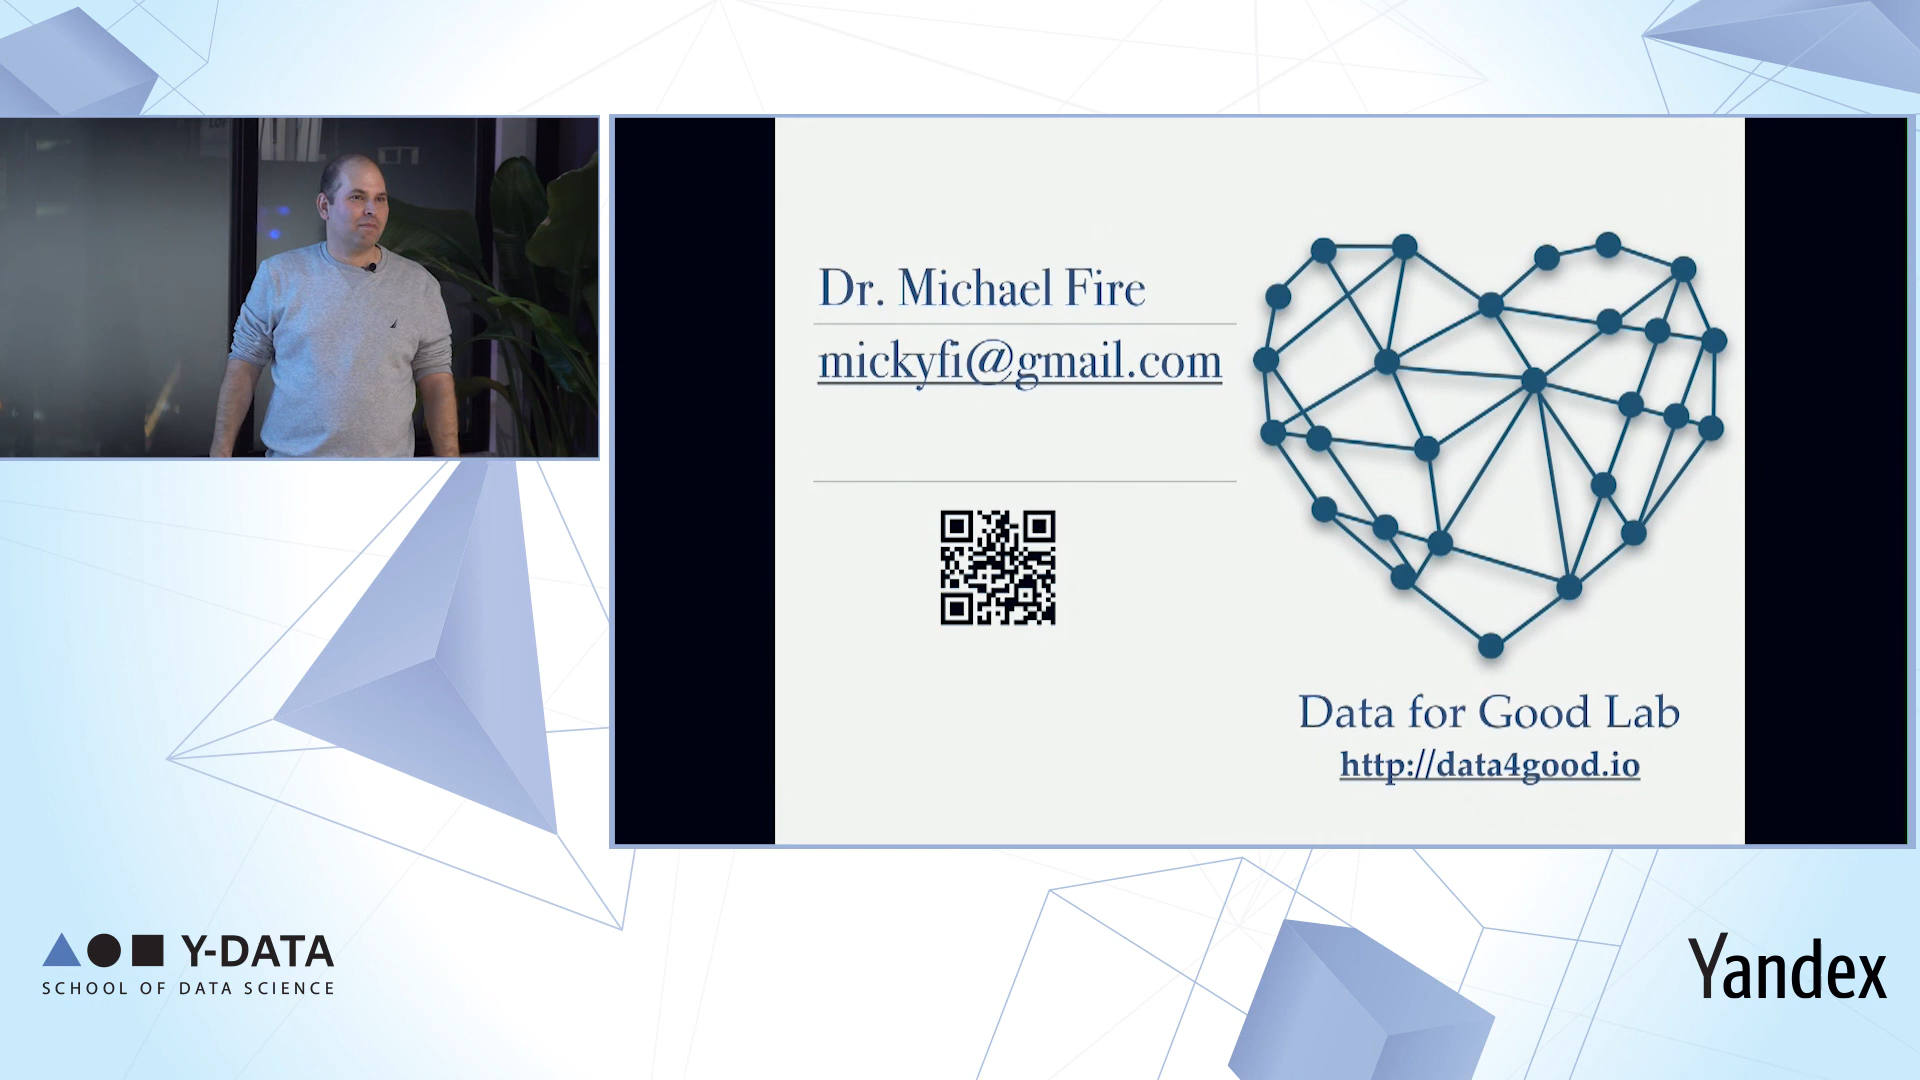 Dr. Michael Fire
mickyfi@gmail.com
Data for Good Lab
http://data4good.io
Y-DATA
SCHOOL OF DATA SCIENCE
Yandex